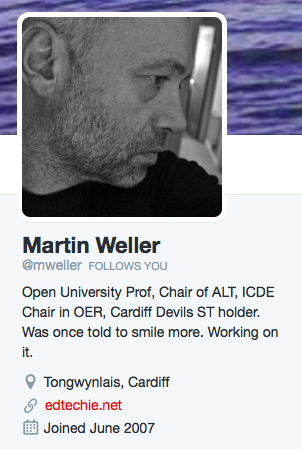 Martin Weller
@mweller FOLLOWS YOU
Open University Prof, Chair of ALT, ICDE
Chair in OER, Cardiff Devils ST holder.
Was once told to smile more. Working on
it.
Tongwynlais, Cardiff
edtechie.net
Joined June 2007